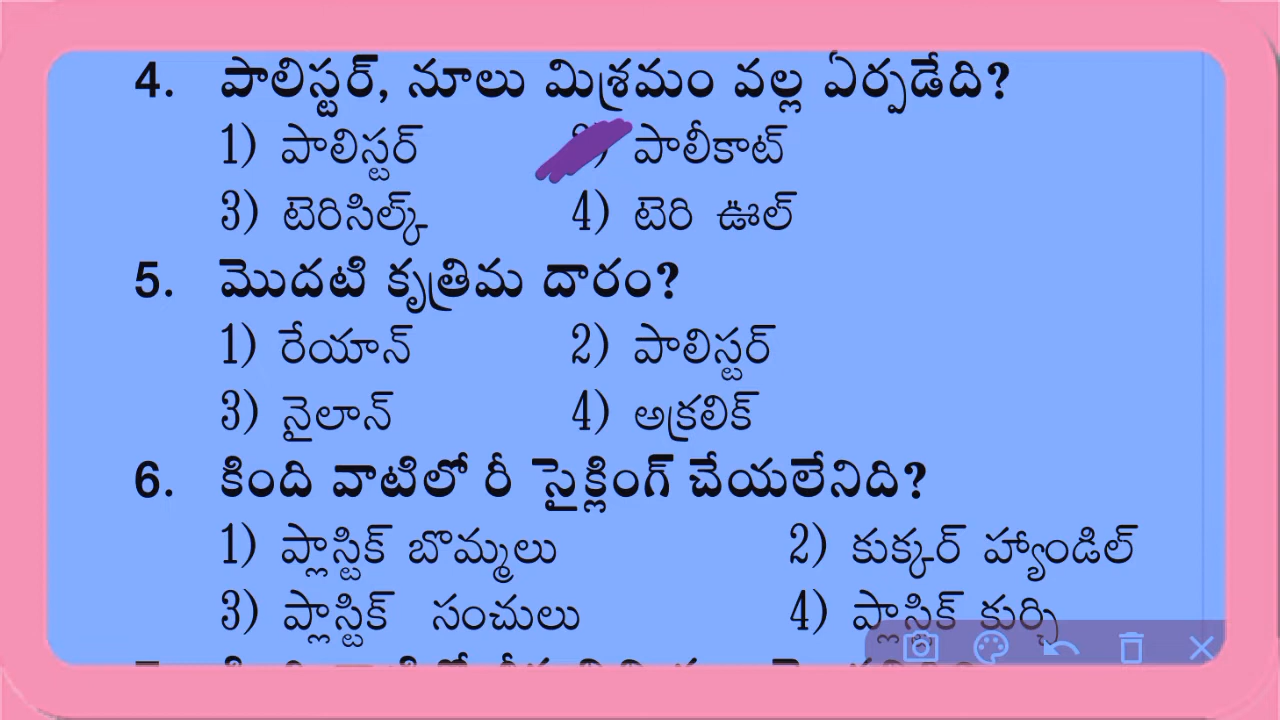 4. పాలిస్టర్, నూలు మిశ్రమం వల్ల ఏర్పడేది?
1) పాలిస్టర్ పాలీకాట్
3) టెరిసిల్క్ 4) టెరి ఊల్
5. మొదటి కృత్రిమ దారం?
1) రేయాన్ 2) పాలిస్టర్
3) నైలాన్ 4) అక్రలిక్
6. కింది వాటిలో రీ సైక్లింగ్ చేయలేనిది?
1) ప్లాస్టిక్ బొమ్మలు 2) కుక్కర్ హ్యాండిల్
3) ప్లాస్టిక్ సంచులు 4) ప్లాస్టిక్ కుర్చి